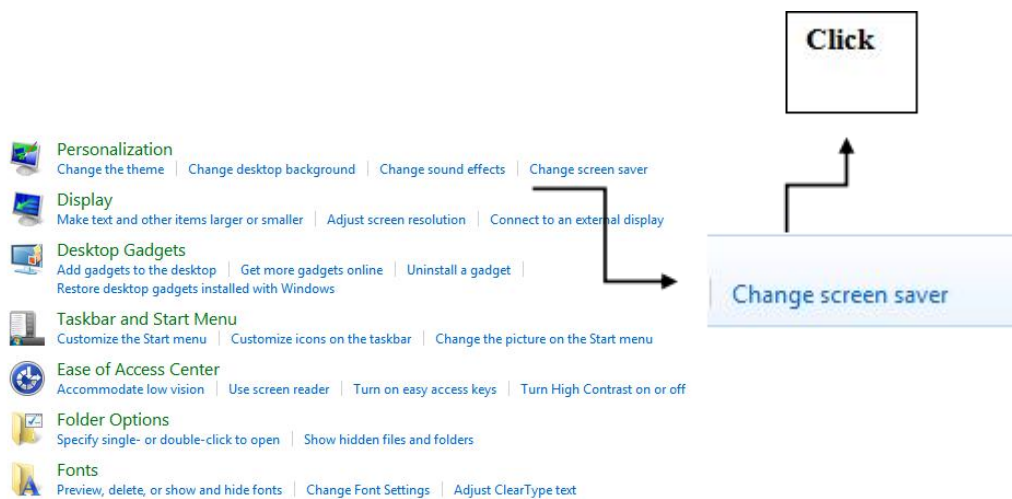 Click
Personalization
Change the theme | Change desktop background | Change sound effects | Change screen saver
Display
Make text and other items larger or smaller | Adjust screen resolution | Connect to an external display
Desktop Gadgets
Add gadgets to the desktop | Get more gadgets online | Uninstall a gadget |
Restore desktop gadgets installed with Windows
Change screen saver
Taskbar and Start Menu
Customize the Start menu | Customize icons on the taskbar | Change the picture on the Start menu
Ease of Access Center
Accommodate low vision | Use screen reader | Turn on easy access keys | Turn High Contrast on or off
Folder Options
Specify single- or double-click to open | Show hidden files and folders
Fonts
Preview, delete, or show and hide fonts | Change Font Settings | Adjust ClearType text